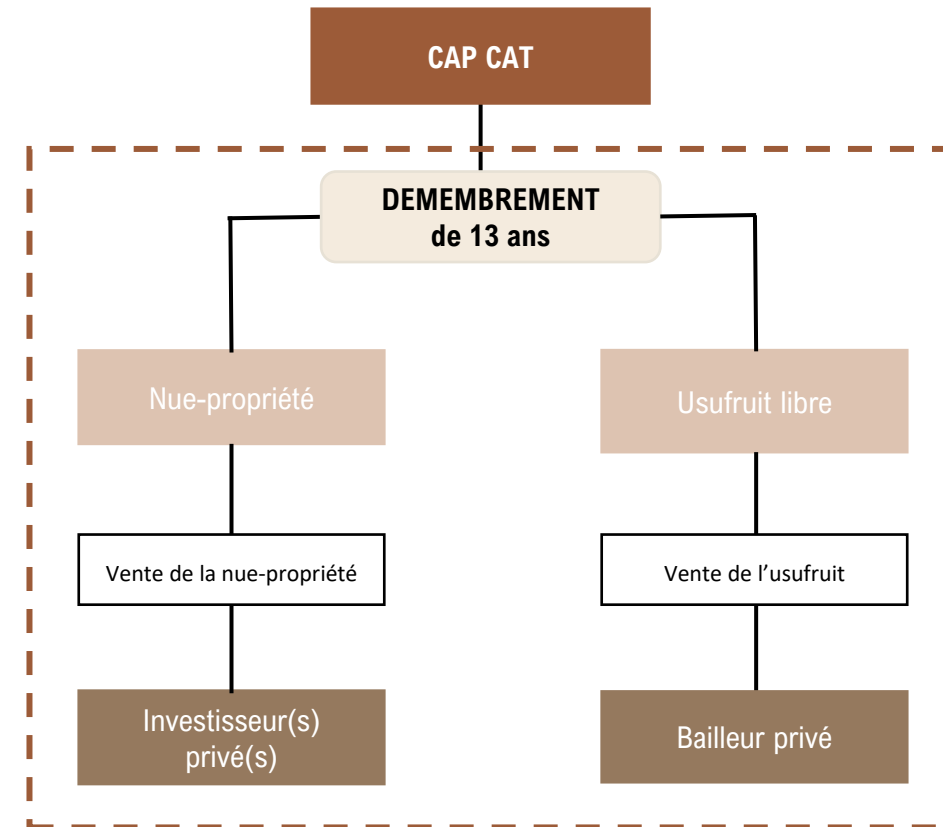 CAP CAT
DEMEMBREMENT
de 13 ans
Nue-propriété
Usufruit libre
Vente de la nue-propriété
Vente de l’usufruit
Investisseur(s)
privé(s)
Bailleur privé